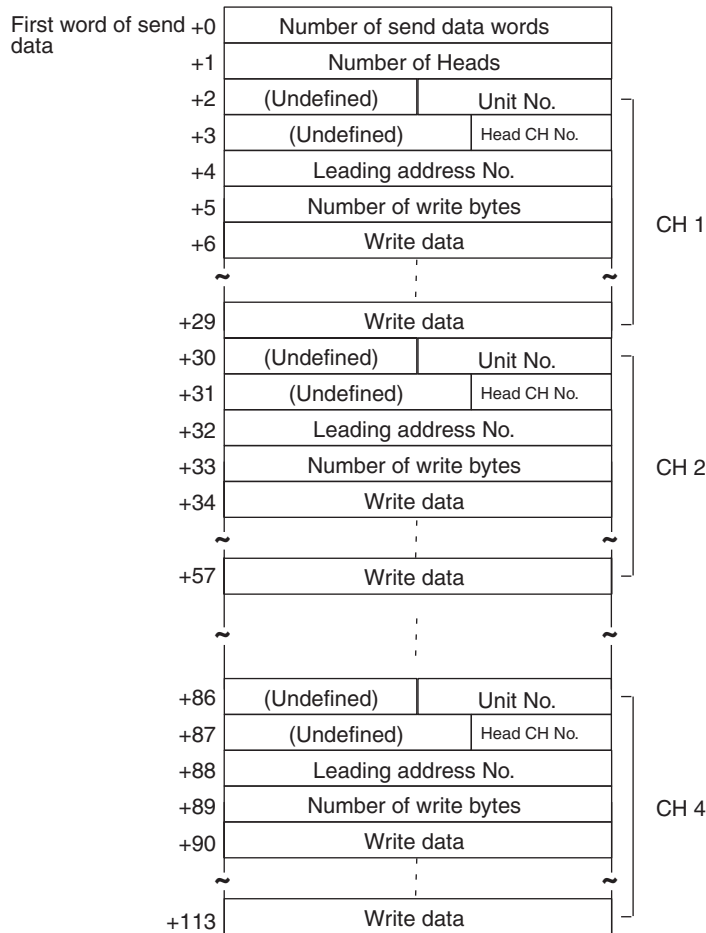 First word of send data
+0 Number of send data words
+1 Number of Heads
+2 (Undefined) Unit No.
+3 (Undefined) Head CH No.
+4 Leading address No.
+5 Number of write bytes
CH 1
+6 Write data
~ ~
+29 Write data
+30 (Undefined) Unit No.
+31 (Undefined) Head CH No.
+32 Leading address No.
+33 Number of write bytes
CH 2
+34 Write data
~ ~
+57 Write data
~ ~
+86 (Undefined) Unit No.
+87 (Undefined) Head CH No.
+88 Leading address No.
+89 Number of write bytes
CH 4
+90 Write data
~ ~
+113 Write data